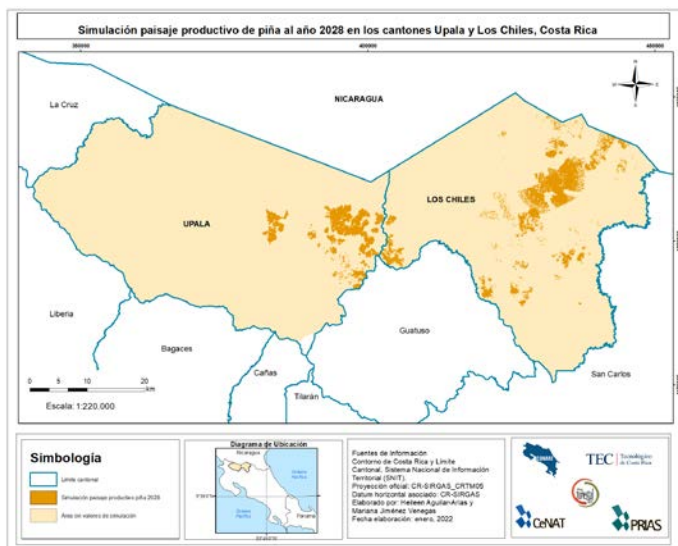 Simulación paisaje productivo de piña al año 2028 en los cantones Upala y Los Chiles, Costa Rica
350000
400000
450000
NICARAGUA
La Cruz
UPALA
LOS CHILES
Liberia
Bagaces
Cañas
Tilarán
Guatuso
San Carlos
0 5 10 20
km
Escala: 1:220.000
Simbología
Límite cantonal
Simulación paisaje productivo piña 2028
Área sin valores de simulación
Diagrama de Ubicación
Nicaragua
Panamá
Fuentes de Información
Contorno de Costa Rica y Límite
Cantonal, Sistema Nacional de Información
Territorial (SNIT).
Proyección oficial: CR-SIRGAS_CRTM05
Datum horizontal asociado: CR-SIRGAS
Elaborado por: Heileen Aguilar-Arias y
Mariana Jiménez Venegas
Fecha elaboración: enero, 2022
TEC Tecnológico
de Costa Rica
CeNAT
PRIAS